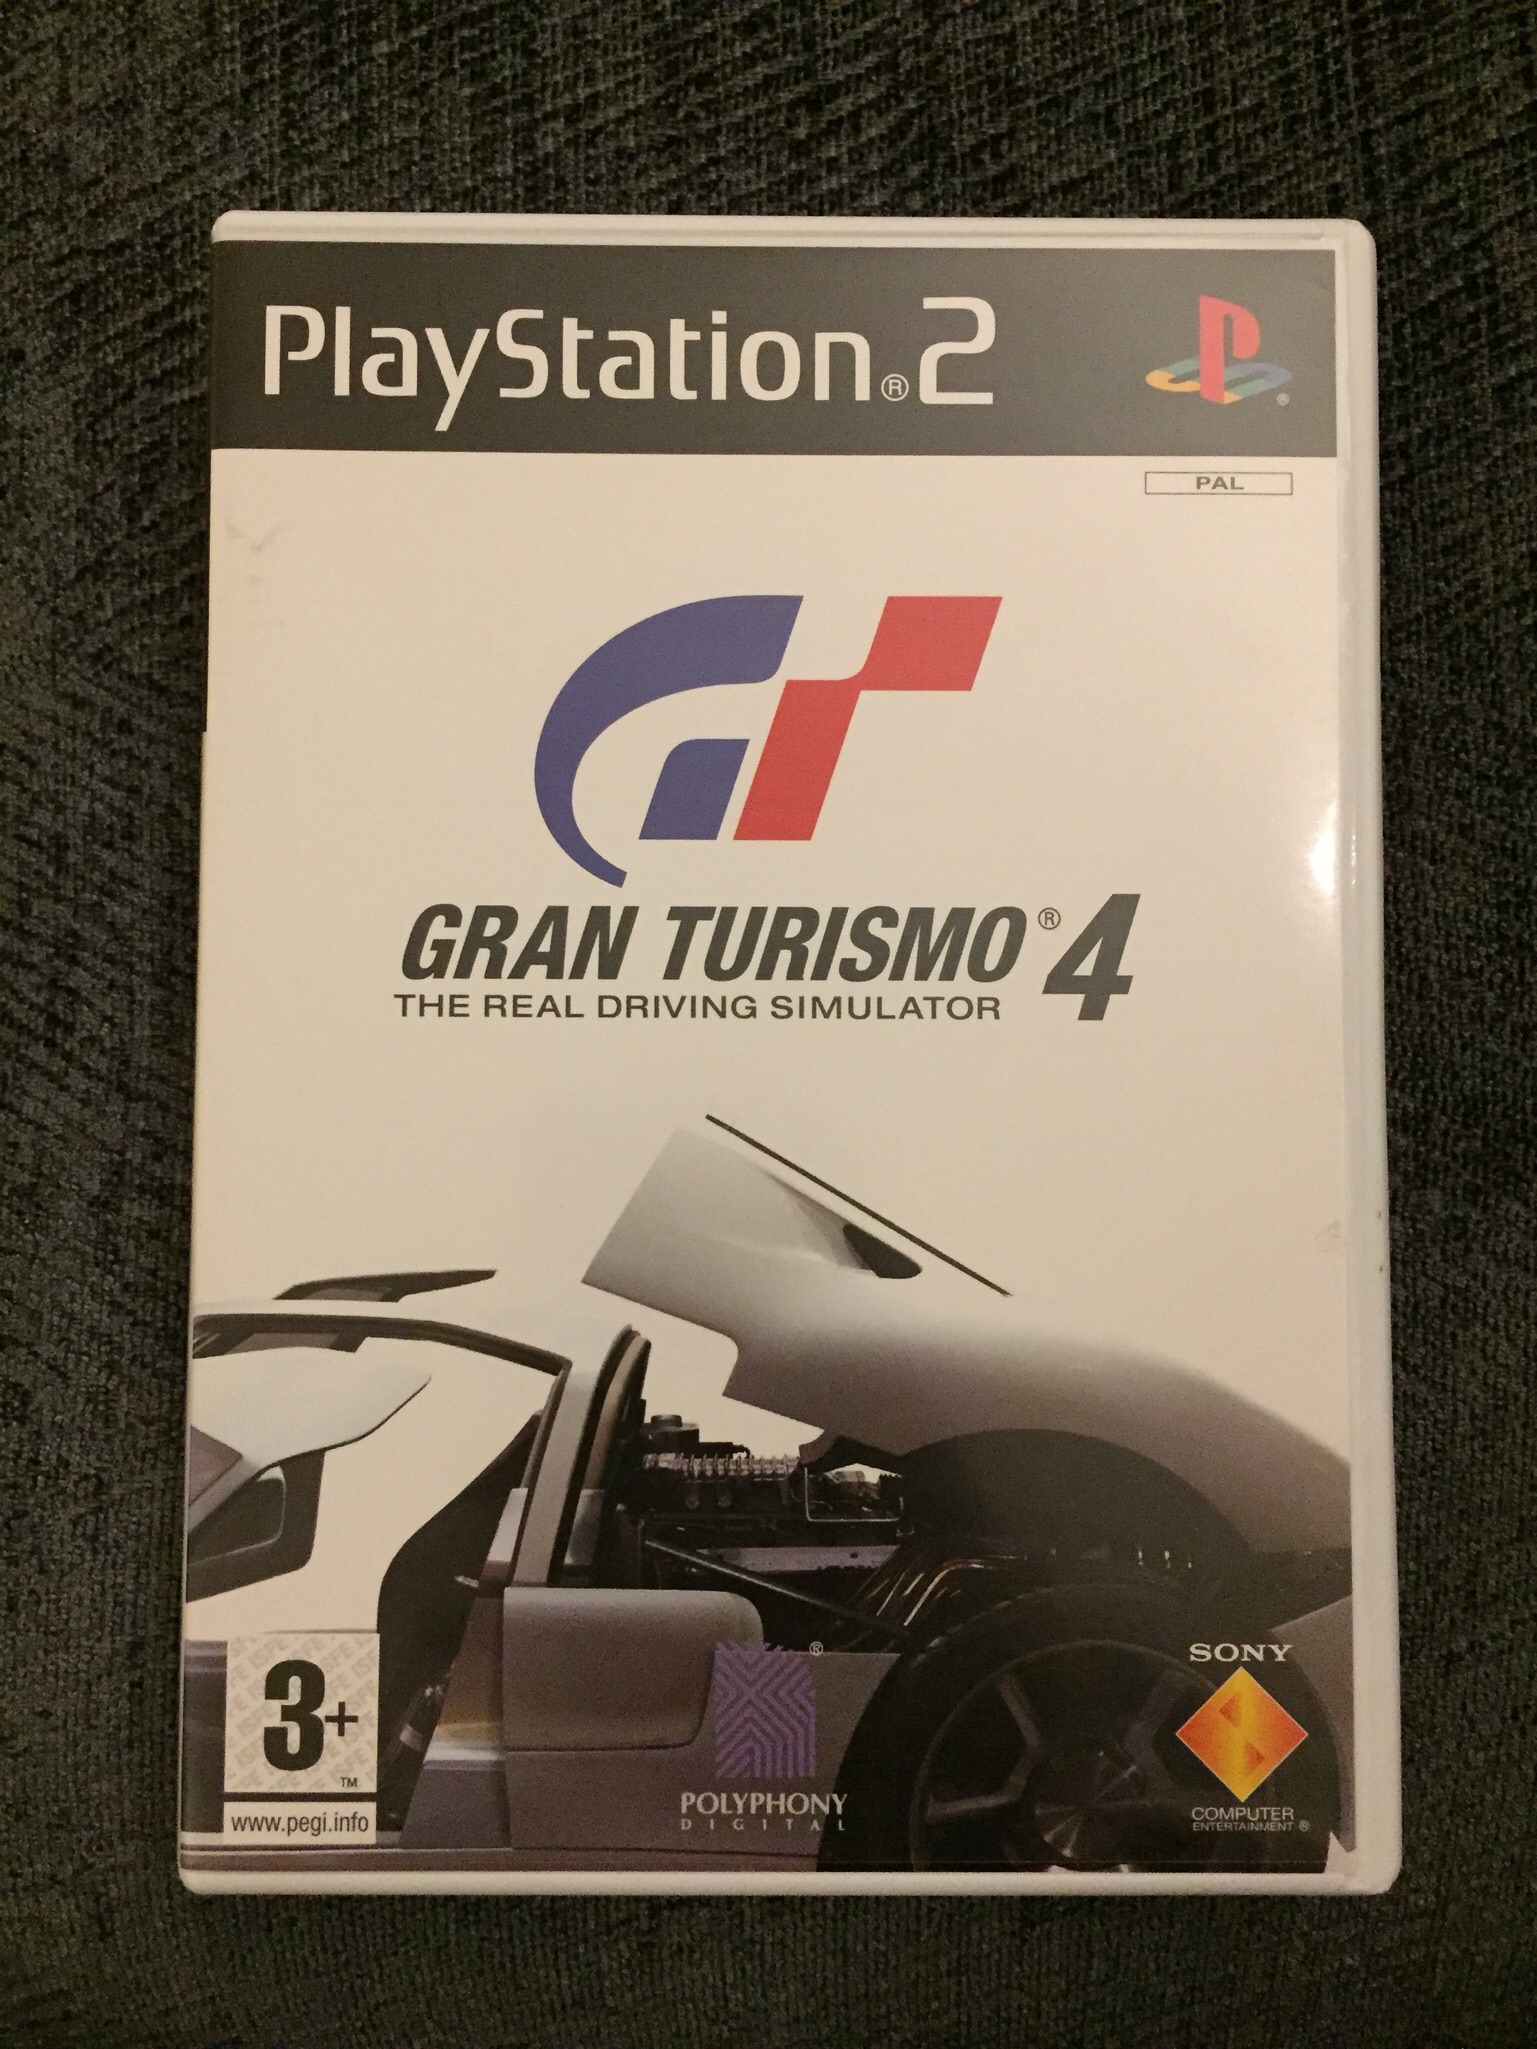 PlayStation®2
®
PAL
GRAN TURISMO® 4
THE REAL DRIVING SIMULATOR
3+
™
www.pegi.info
®
POLYPHONY
DIGITAL
SONY
COMPUTER
ENTERTAINMENT®